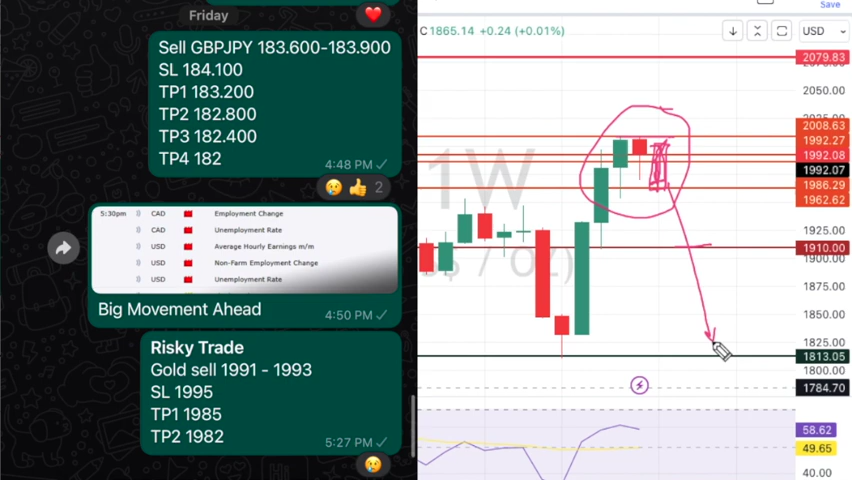 Friday
Sell GBPJPY 183.600-183.900
SL 184.100
TP1 183.200
TP2 182.800
TP3 182.400
TP4 182
4:48 PM
2
5:30pm CAD Employment Change
CAD Unemployment Rate
USD Average Hourly Earnings m/m
USD Non-Farm Employment Change
USD Unemployment Rate
Big Movement Ahead
4:50 PM
Risky Trade
Gold sell 1991 - 1993
SL 1995
TP1 1985
TP2 1982
5:27 PM
Save
C 1865.14 +0.24 (+0.01%)
USD
2079.83
2050.00
2008.63
1992.27
1992.08
1992.07
1986.29
1962.62
1925.00
1910.00
1900.00
1875.00
1850.00
1825.00
1813.05
1800.00
1784.70
1W
/ OZ)
58.62
49.65
40.00